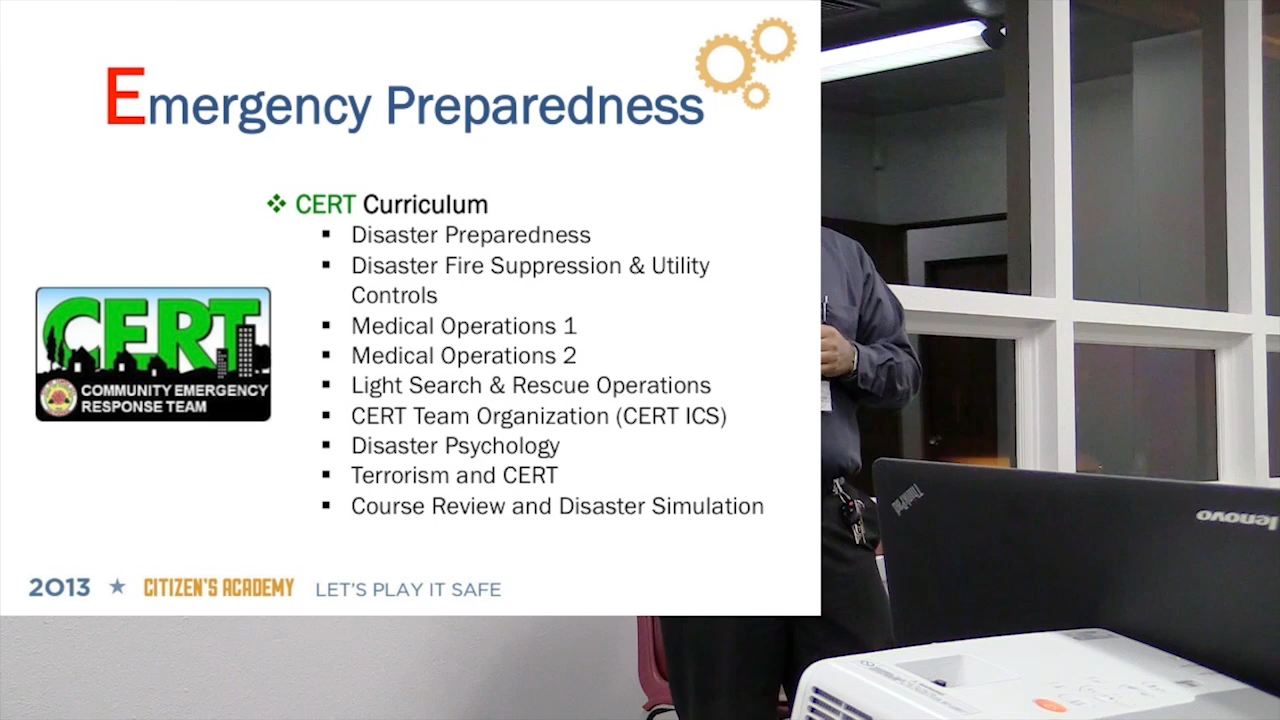 Emergency Preparedness
❖ CERT Curriculum
▪ Disaster Preparedness
▪ Disaster Fire Suppression & Utility
Controls
▪ Medical Operations 1
▪ Medical Operations 2
▪ Light Search & Rescue Operations
▪ CERT Team Organization (CERT ICS)
▪ Disaster Psychology
▪ Terrorism and CERT
▪ Course Review and Disaster Simulation
CERT
COMMUNITY EMERGENCY
RESPONSE TEAM
2013 ★ CITIZEN'S ACADEMY LET'S PLAY IT SAFE
ThinkPad
lenovo